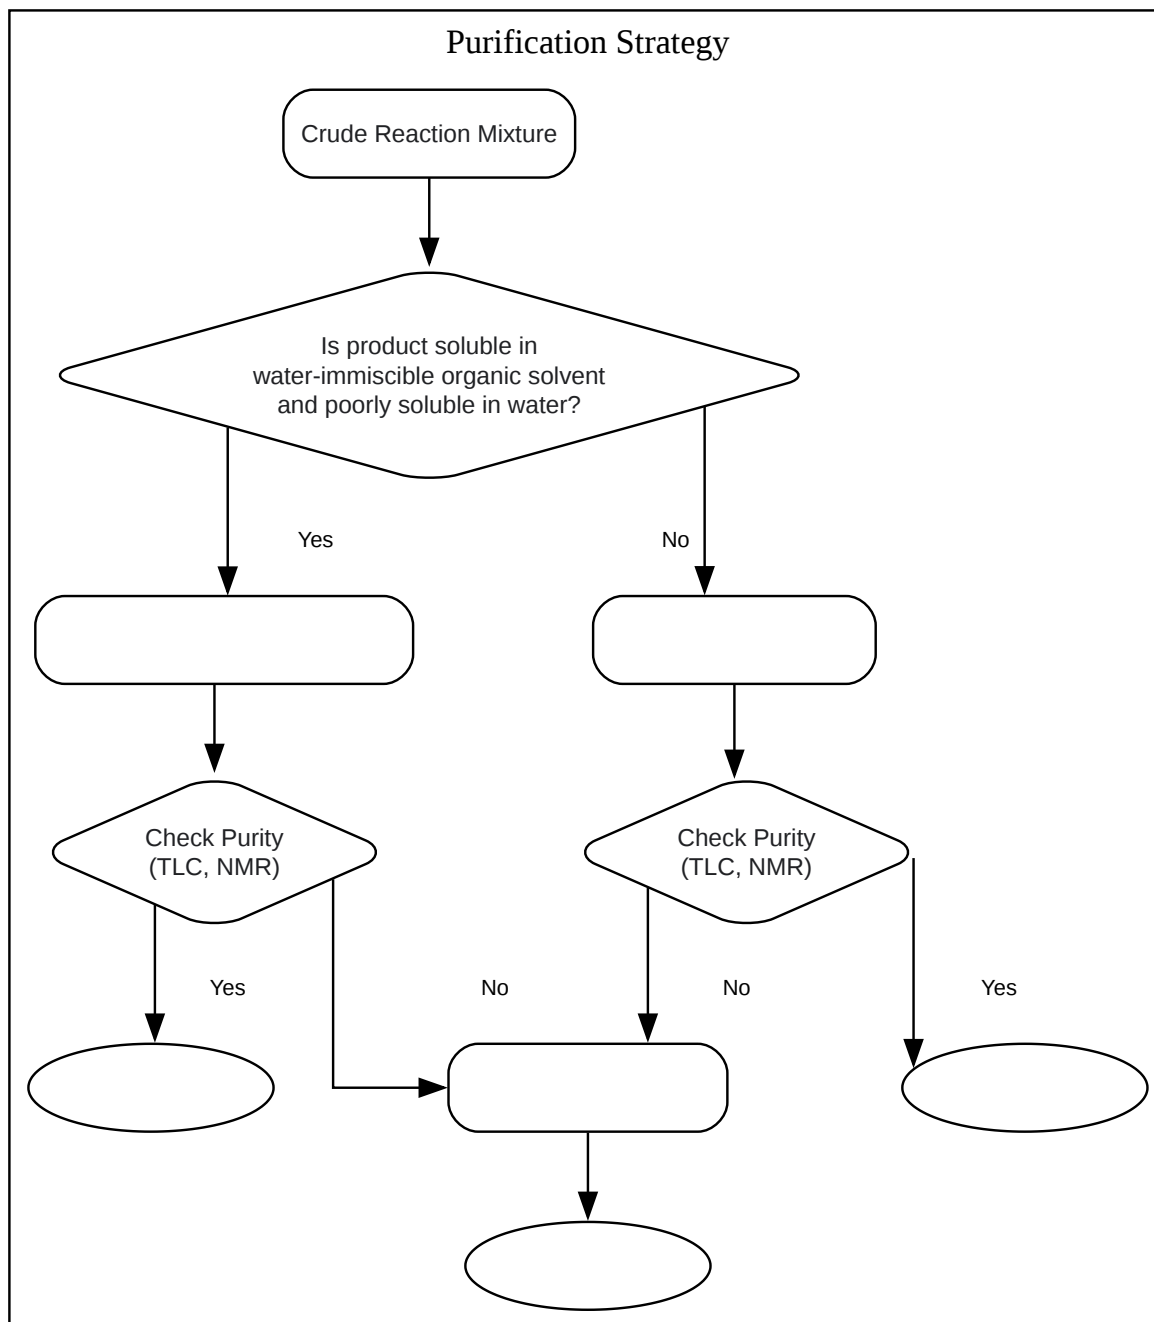 Purification Strategy
Crude Reaction Mixture
Is product soluble in
water-immiscible organic solvent
and poorly soluble in water?
Yes
No
Check Purity
(TLC, NMR)
Check Purity
(TLC, NMR)
Yes
No
No
Yes